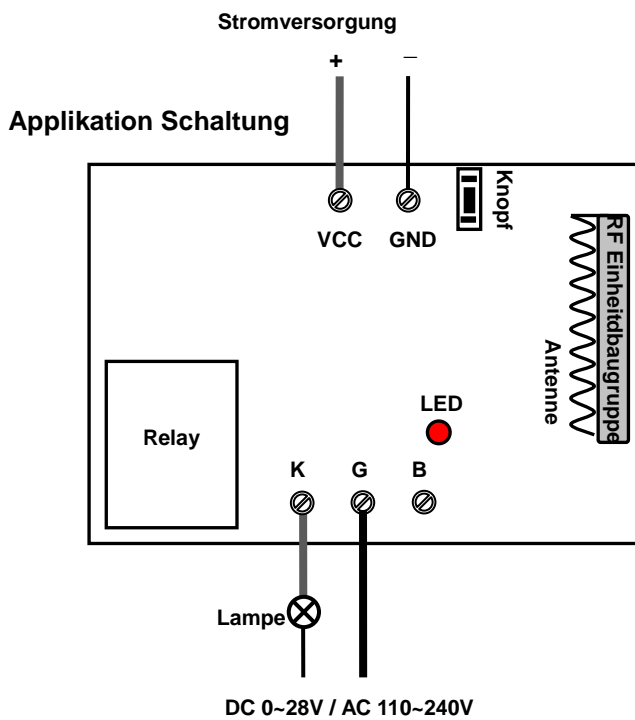 Stromversorgung
+ −
Applikation Schaltung
Knopf
VCC GND
RF Einheitdbaugruppe
Antenne
LED
Relay
K G B
Lampe
DC 0~28V / AC 110~240V